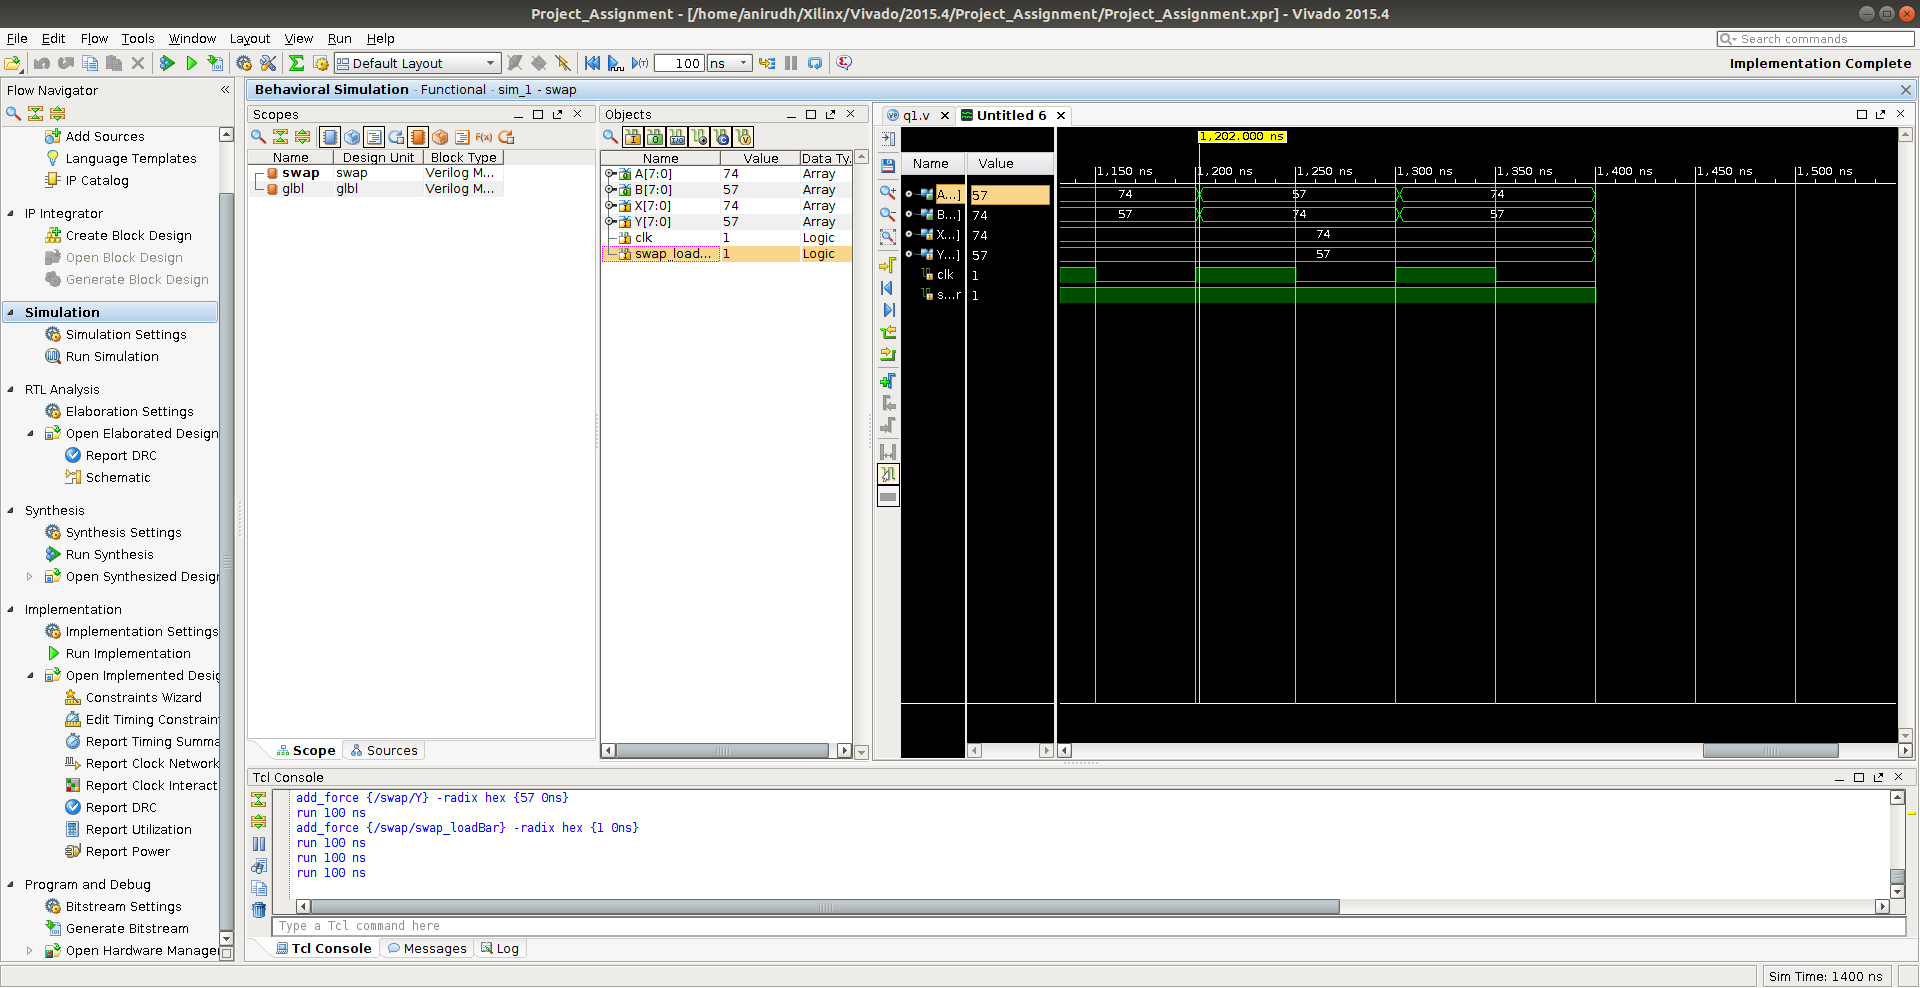 Project_Assignment - [/home/anirudh/Xilinx/Vivado/2015.4/Project_Assignment/Project_Assignment.xpr] - Vivado 2015.4
File Edit Flow Tools Window Layout View Run Help
Search commands
Default Layout
100 ns
Implementation Complete
Flow Navigator
Add Sources
Language Templates
IP Catalog
IP Integrator
Create Block Design
Open Block Design
Generate Block Design
Simulation
Simulation Settings
Run Simulation
RTL Analysis
Elaboration Settings
Open Elaborated Design
Report DRC
Schematic
Synthesis
Synthesis Settings
Run Synthesis
Open Synthesized Desigr
Implementation
Implementation Settings
Run Implementation
Open Implemented Desig
Constraints Wizard
Edit Timing Constrain
Report Timing Summa
Report Clock Network
Report Clock Interact
Report DRC
Report Utilization
Report Power
Program and Debug
Bitstream Settings
Generate Bitstream
Open Hardware Manager
Behavioral Simulation - Functional - sim_1 - swap
Scopes
F(x)
Name Design Unit Block Type
swap swap Verilog M...
glbl glbl Verilog M...
Scope Sources
Objects
Name Value Data Ty.
A[7:0] 74 Array
B[7:0] 57 Array
X[7:0] 74 Array
Y[7:0] 57 Array
clk 1 Logic
swap_load... 1 Logic
q1.v Untitled 6
1,202.000 ns
Name Value
1,150 ns 1,200 ns 1,250 ns 1,300 ns 1,350 ns 1,400 ns 1,450 ns 1,500 ns
A...] 57 74 57 74
B...] 74 57 74 57
X...] 74 74
Y...] 57 57
clk 1
s...r 1
Tcl Console
add_force {/swap/Y} -radix hex {57 0ns}
run 100 ns
add_force {/swap/swap_loadBar} -radix hex {1 0ns}
run 100 ns
run 100 ns
run 100 ns
Type a Tcl command here
Tcl Console Messages Log
Sim Time: 1400 ns